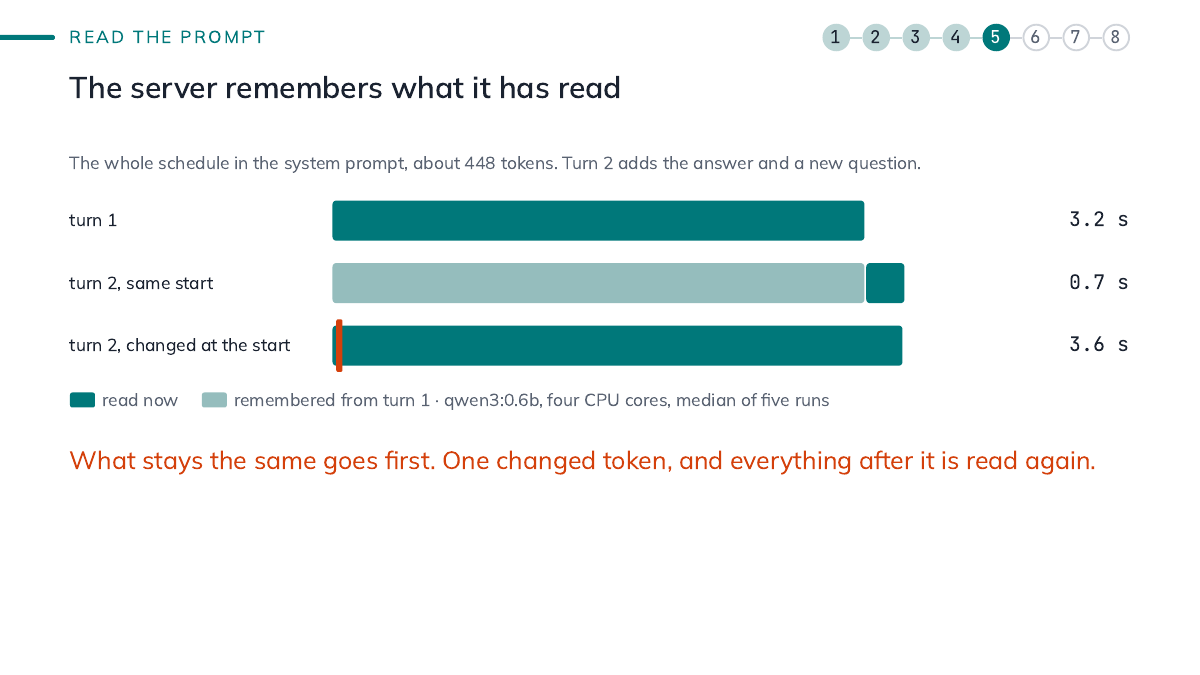 READ THE PROMPT
1 2 3 4 5 6 7 8
The server remembers what it has read
The whole schedule in the system prompt, about 448 tokens. Turn 2 adds the answer and a new question.
turn 1 3.2 s
turn 2, same start 0.7 s
turn 2, changed at the start 3.6 s
read now remembered from turn 1 · qwen3:0.6b, four CPU cores, median of five runs
What stays the same goes first. One changed token, and everything after it is read again.